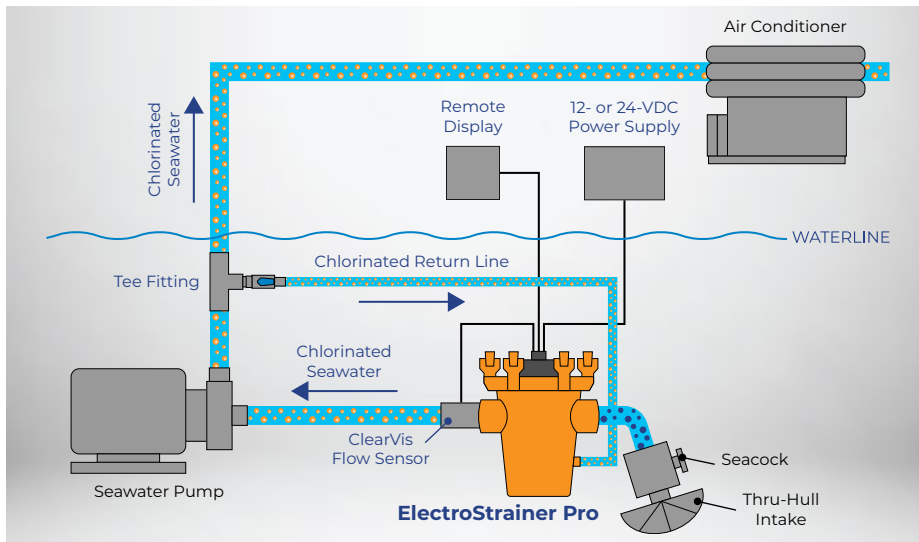 Air Conditioner
Remote
Display
12- or 24-VDC
Power Supply
Chlorinated
Seawater
WATERLINE
Chlorinated Return Line
Tee Fitting
Chlorinated
Seawater
ClearVis
Flow Sensor
Seacock
Seawater Pump
Thru-Hull
Intake
ElectroStrainer Pro